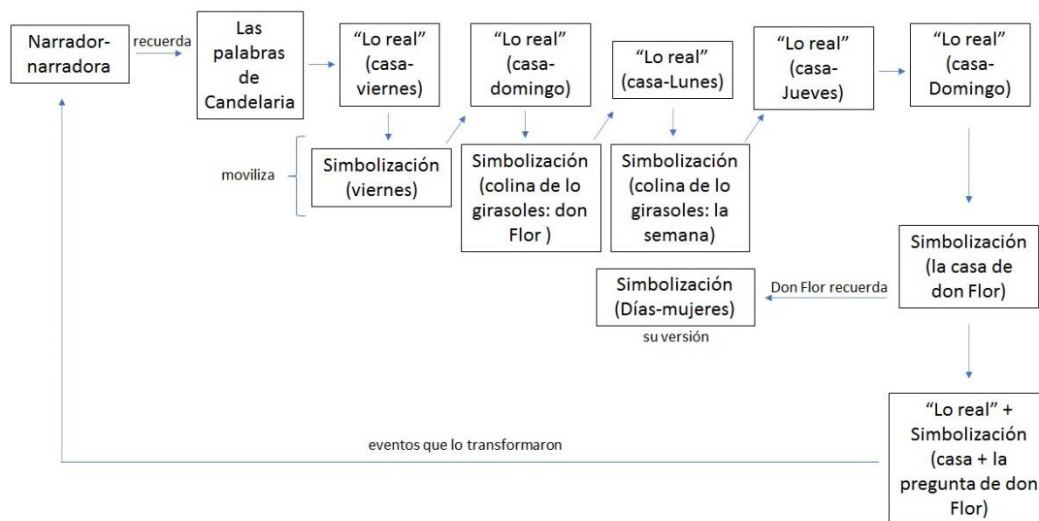 Narrador-
narradora
recuerda
Las
palabras
de
Candelaria
“Lo real”
(casa-
viernes)
“Lo real”
(casa-
domingo)
“Lo real”
(casa-Lunes)
“Lo real”
(casa-
Jueves)
“Lo real”
(casa-
Domingo)
moviliza
Simbolización
(viernes)
Simbolización
(colina de lo
girasoles: don
Flor )
Simbolización
(colina de lo
girasoles: la
semana)
Simbolización
(la casa de
don Flor)
Don Flor recuerda
Simbolización
(Días-mujeres)
su versión
“Lo real” +
Simbolización
(casa + la
pregunta de don
Flor)
eventos que lo transformaron